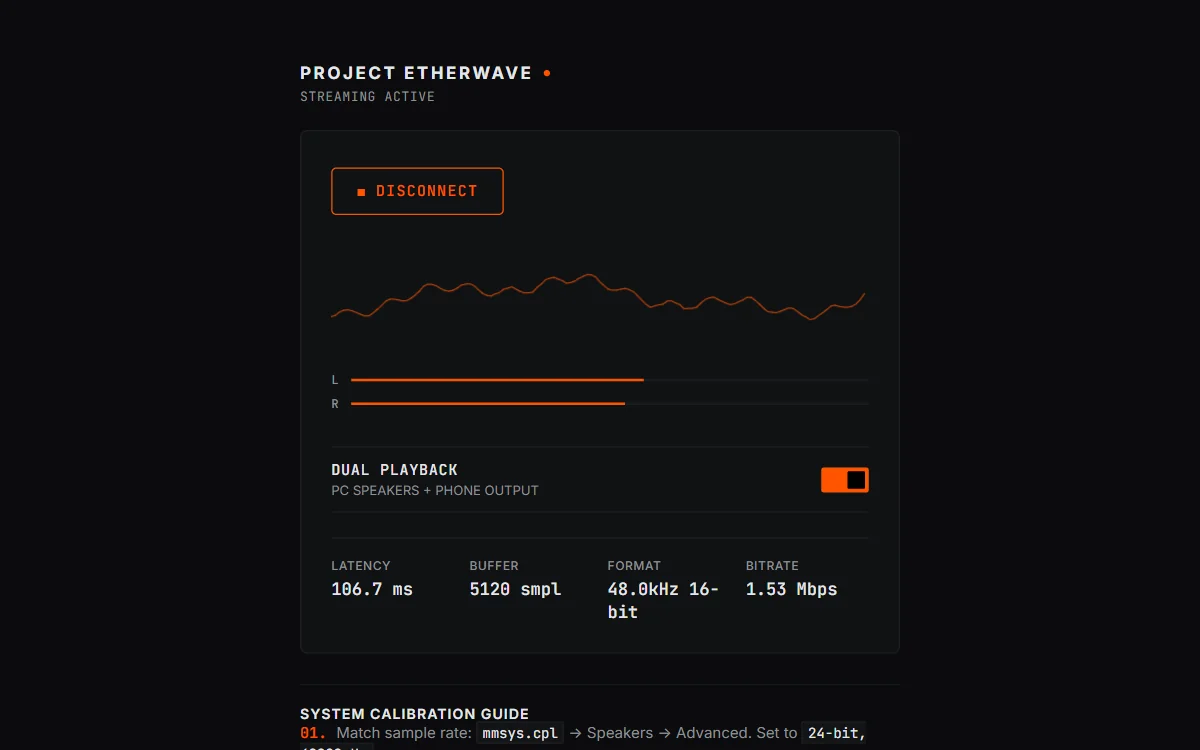 PROJECT ETHERWAVE
STREAMING ACTIVE
DISCONNECT
L
R
DUAL PLAYBACK
PC SPEAKERS + PHONE OUTPUT
LATENCY BUFFER FORMAT BITRATE
106.7 ms 5120 smpl 48.0kHz 16-bit 1.53 Mbps
SYSTEM CALIBRATION GUIDE
01. Match sample rate: mmsys.cpl → Speakers → Advanced. Set to 24-bit,